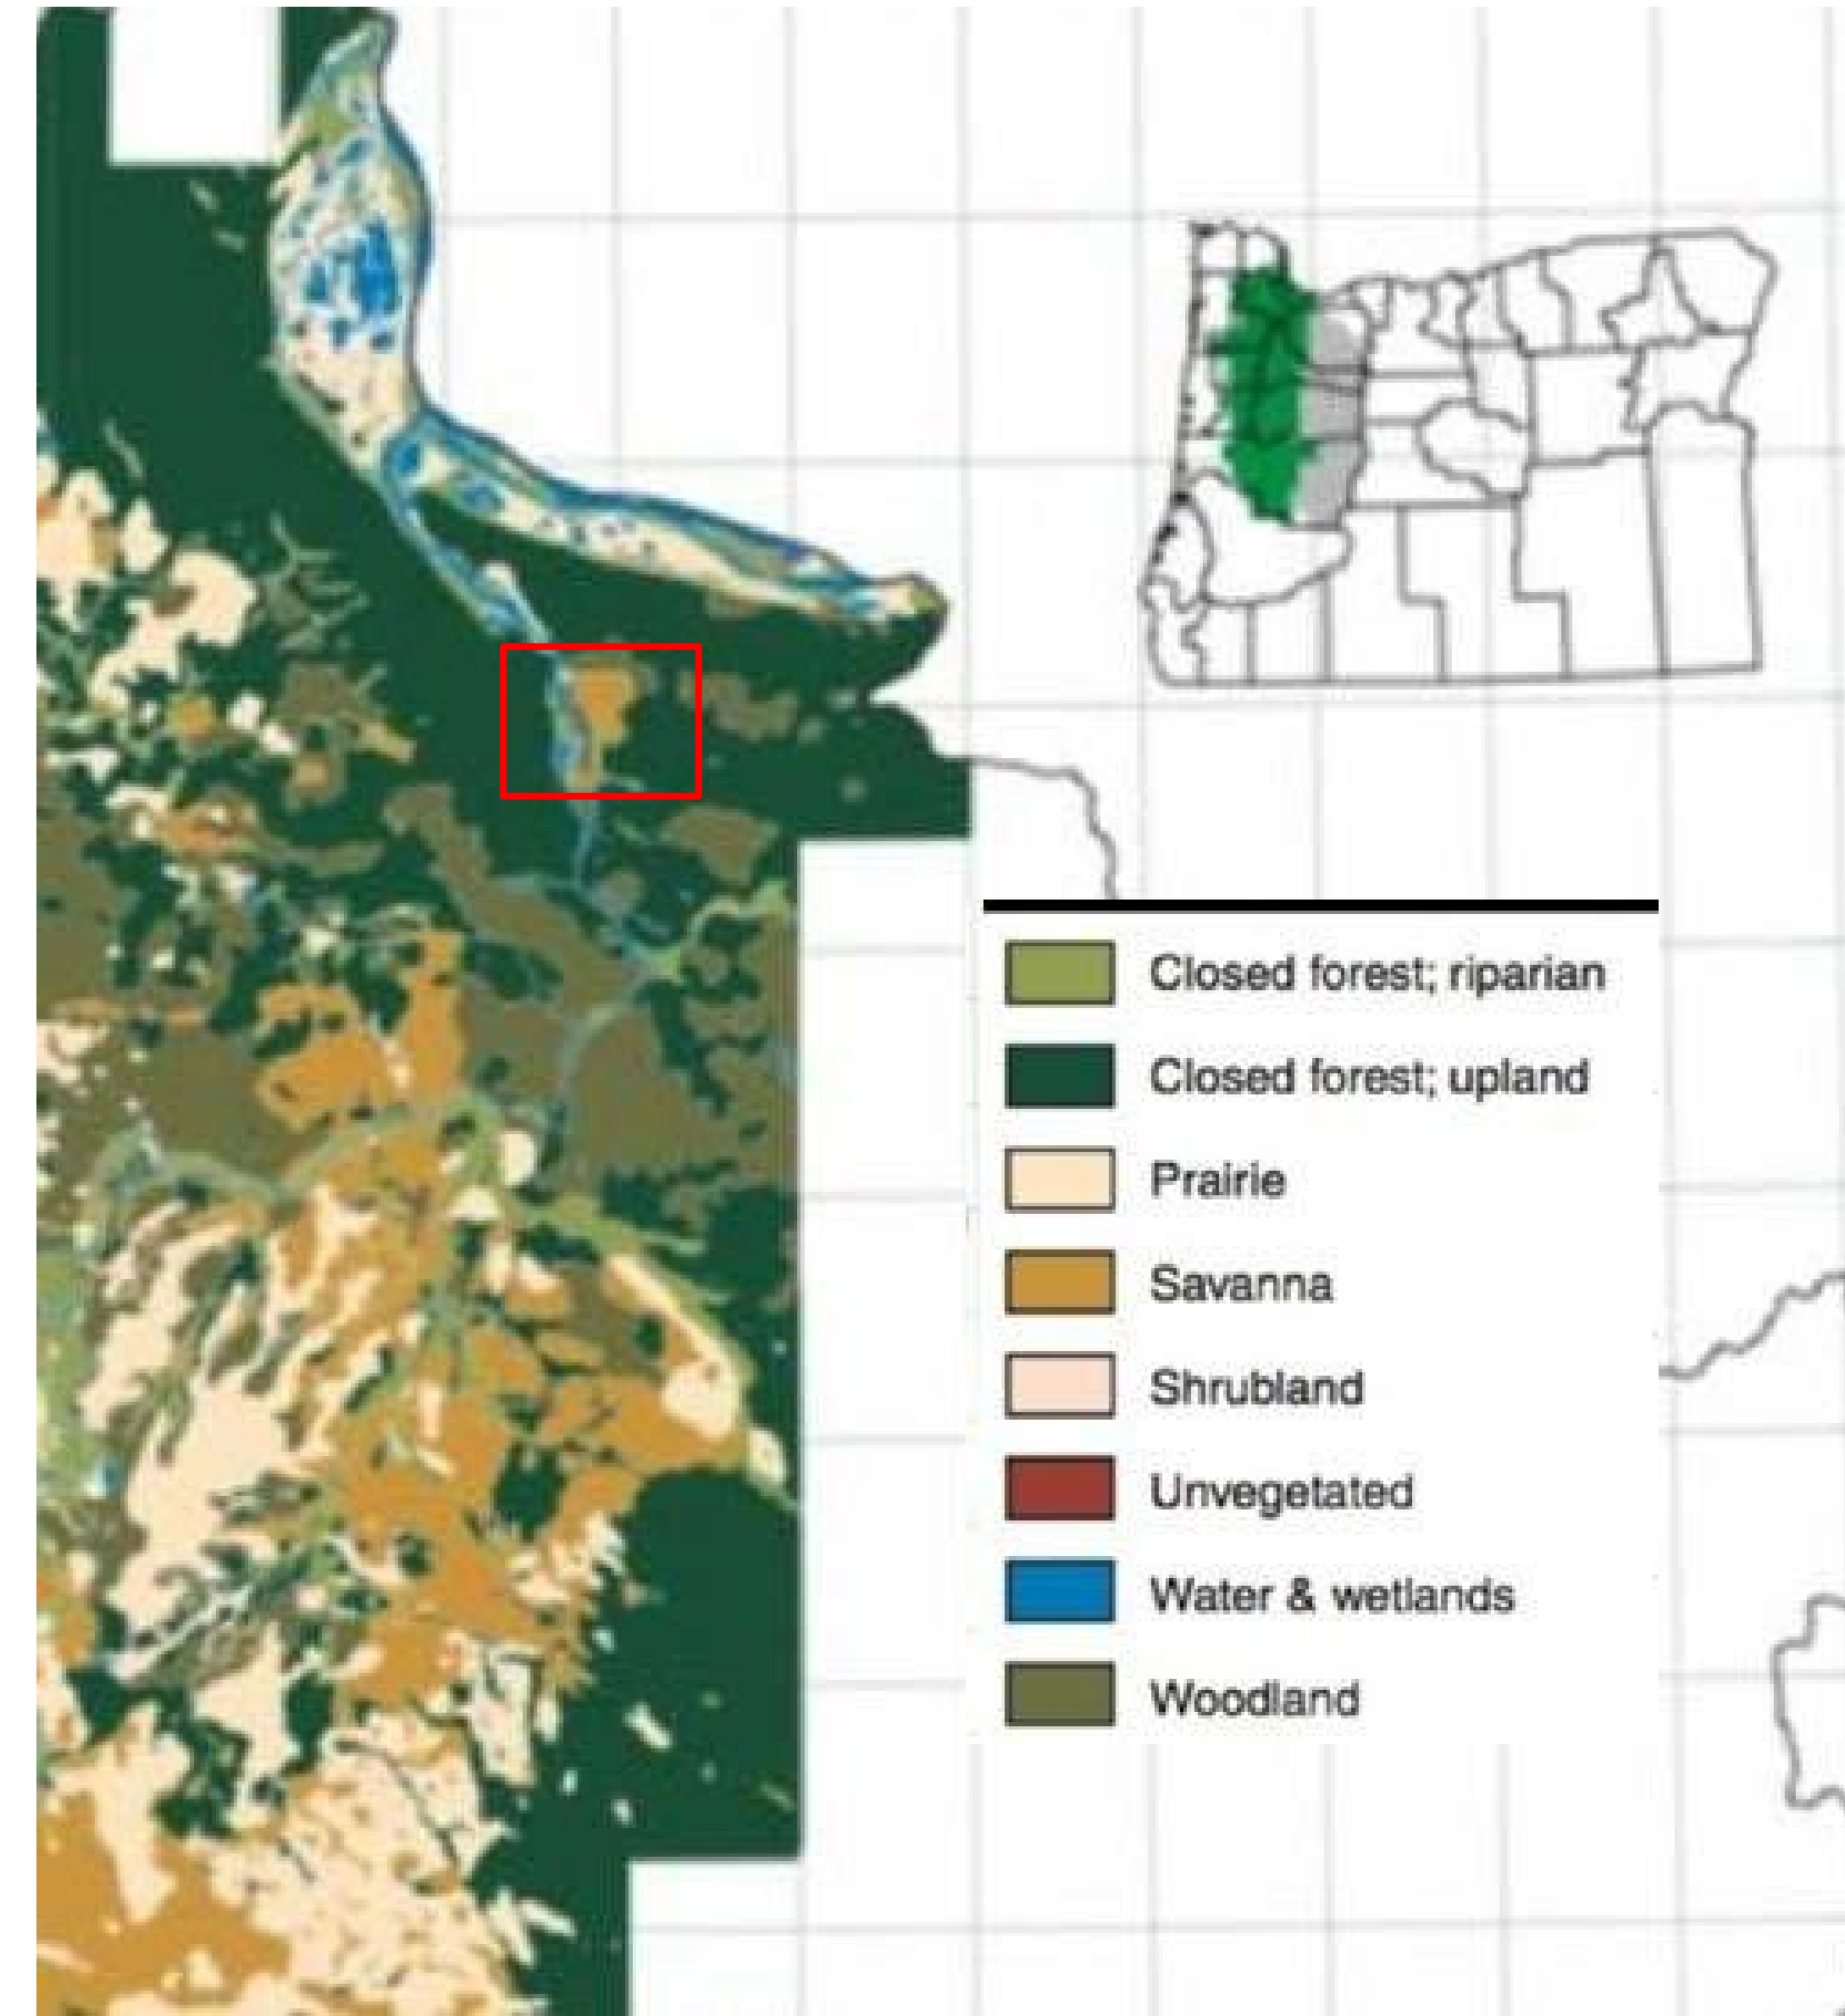 Closed forest; riparian
Closed forest; upland
Prairie
Savanna
Shrubland
Unvegetated
Water & wetlands
Woodland